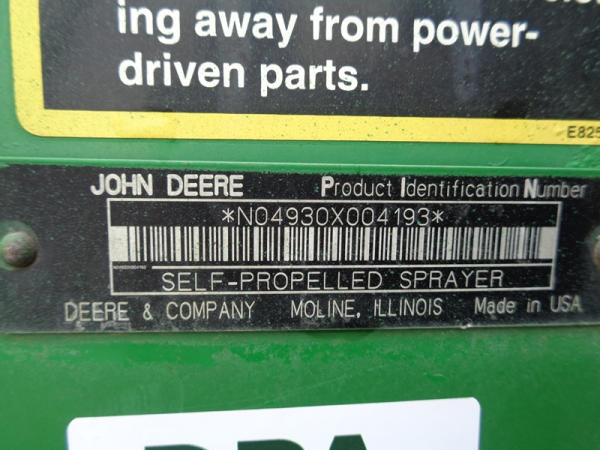 ing away from power-
driven parts.
E825
JOHN DEERE Product Identification Number
*N04930X004193*
SELF-PROPELLED SPRAYER
DEERE & COMPANY MOLINE, ILLINOIS Made in USA